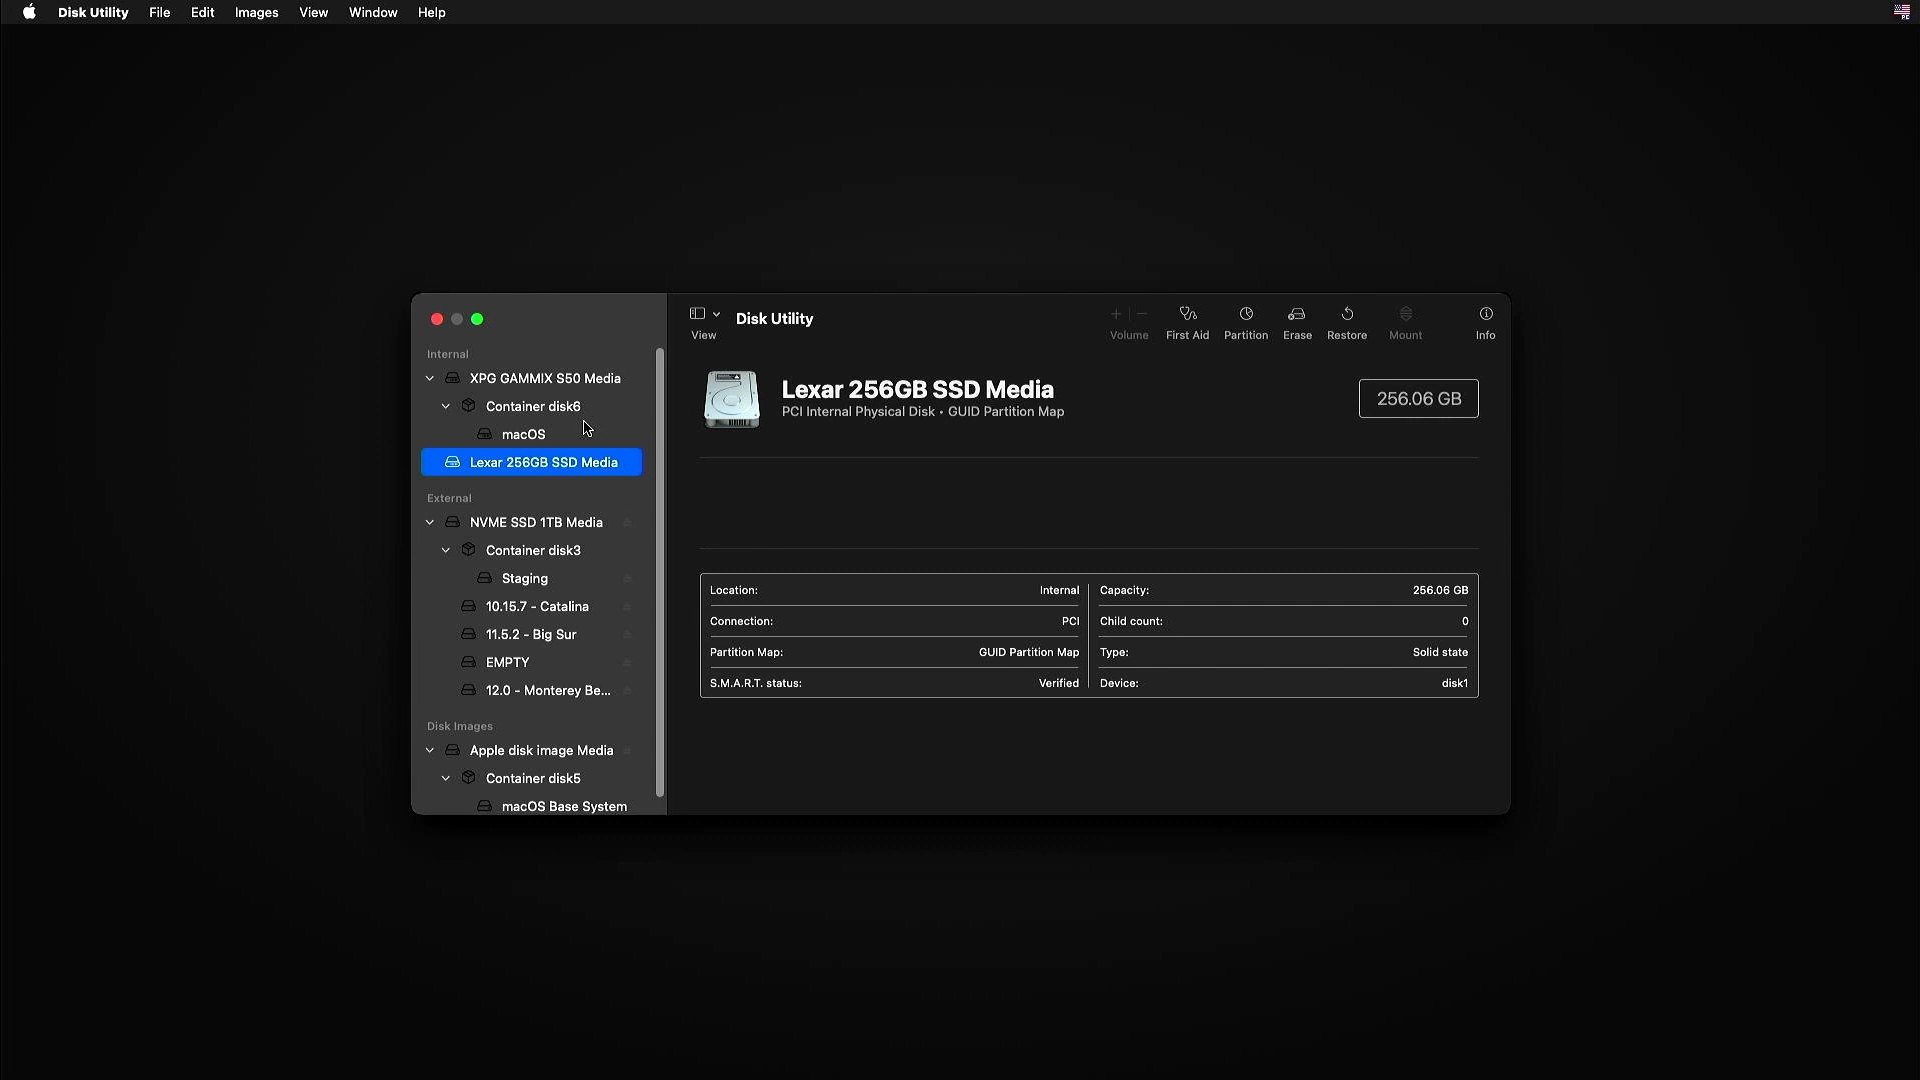 Disk Utility File Edit Images View Window Help
Internal
XPG GAMMIX S50 Media
Container disk6
macOS
Lexar 256GB SSD Media
External
NVME SSD 1TB Media
Container disk3
Staging
10.15.7 - Catalina
11.5.2 - Big Sur
EMPTY
12.0 - Monterey Be...
Disk Images
Apple disk image Media
Container disk5
macOS Base System
View
Disk Utility
Volume First Aid Partition Erase Restore Mount Info
Lexar 256GB SSD Media
PCI Internal Physical Disk • GUID Partition Map
256.06 GB
Location: Internal
Connection: PCI
Partition Map: GUID Partition Map
S.M.A.R.T. status: Verified
Capacity: 256.06 GB
Child count: 0
Type: Solid state
Device: disk1